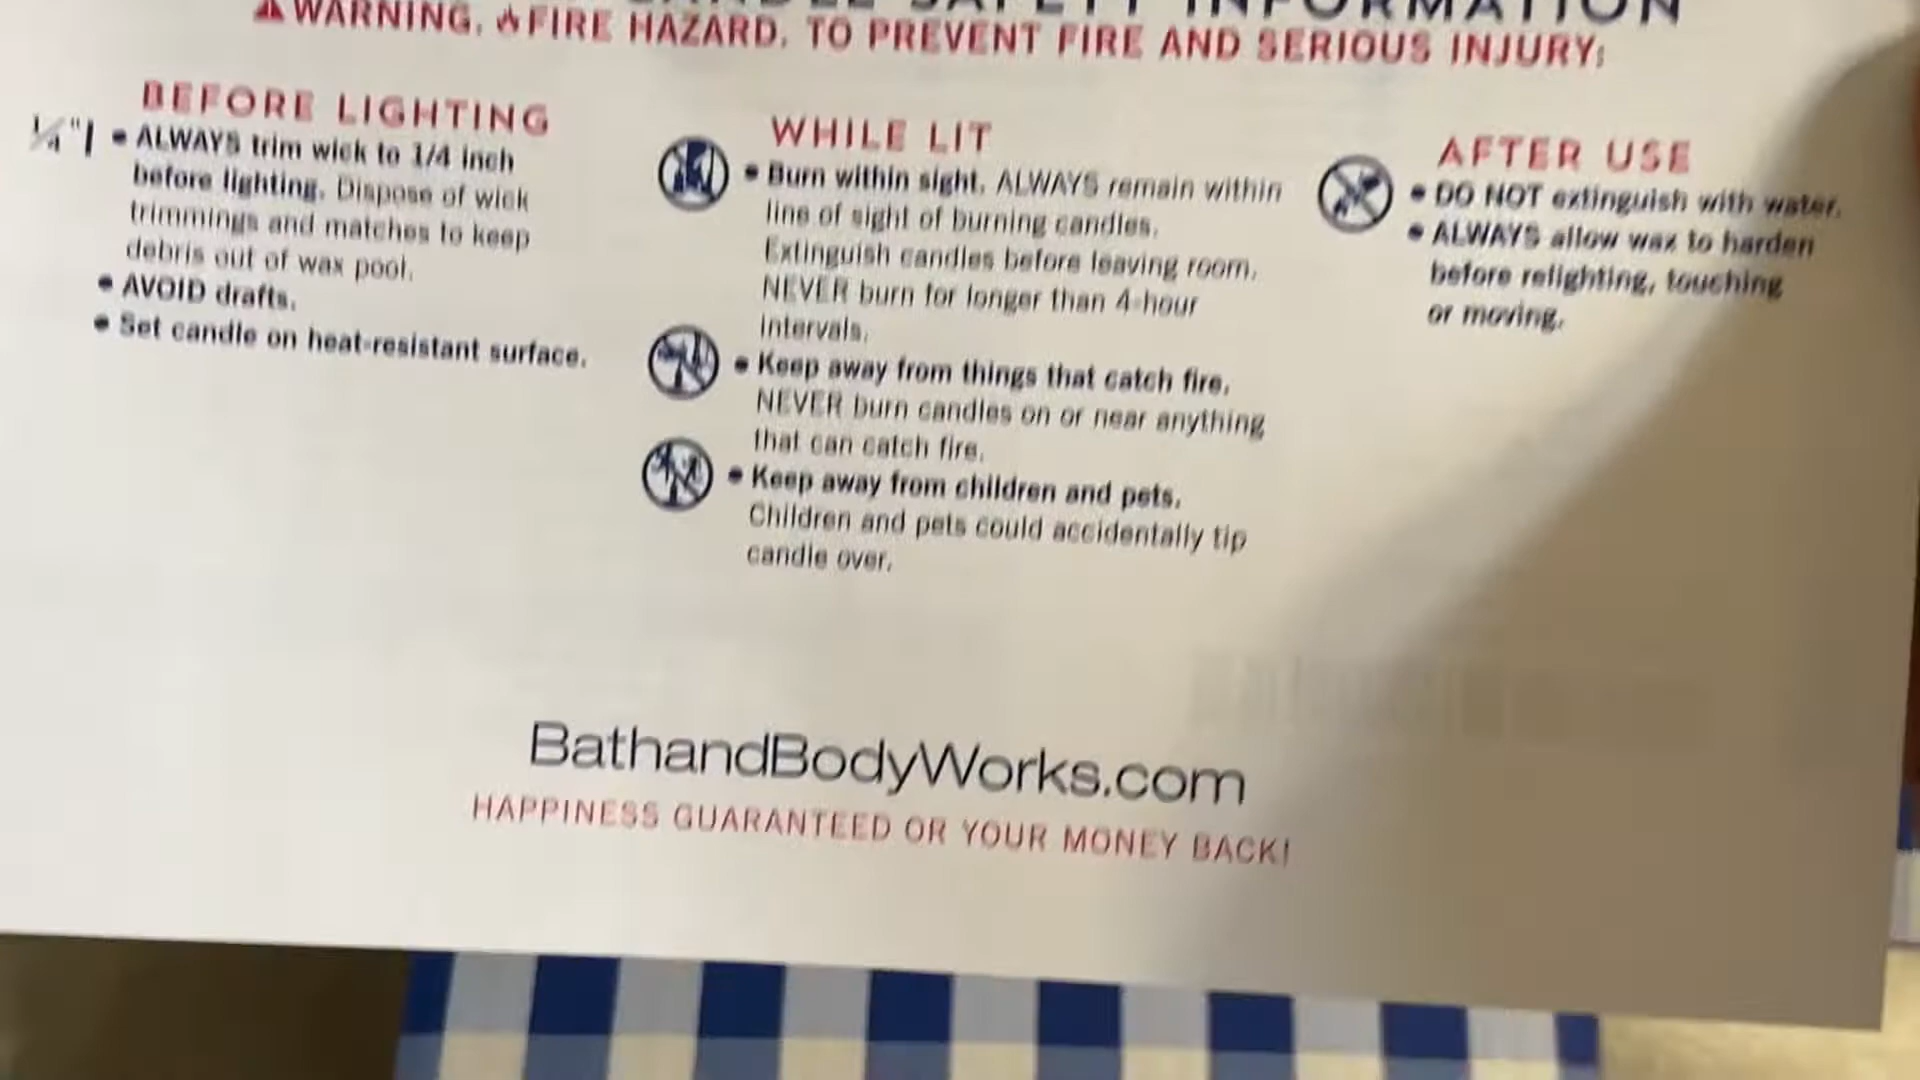 CANDLE SAFETY INFORMATION
WARNING. FIRE HAZARD. TO PREVENT FIRE AND SERIOUS INJURY:
BEFORE LIGHTING
1/4"
• ALWAYS trim wick to 1/4 inch
before lighting. Dispose of wick
trimmings and matches to keep
debris out of wax pool.
• AVOID drafts.
• Set candle on heat-resistant surface.
WHILE LIT
• Burn within sight. ALWAYS remain within
line of sight of burning candles.
Extinguish candles before leaving room.
NEVER burn for longer than 4-hour
intervals.
• Keep away from things that catch fire.
NEVER burn candles on or near anything
that can catch fire.
• Keep away from children and pets.
Children and pets could accidentally tip
candle over.
AFTER USE
• DO NOT extinguish with water.
• ALWAYS allow wax to harden
before relighting, touching
or moving.
BathandBodyWorks.com
HAPPINESS GUARANTEED OR YOUR MONEY BACK!